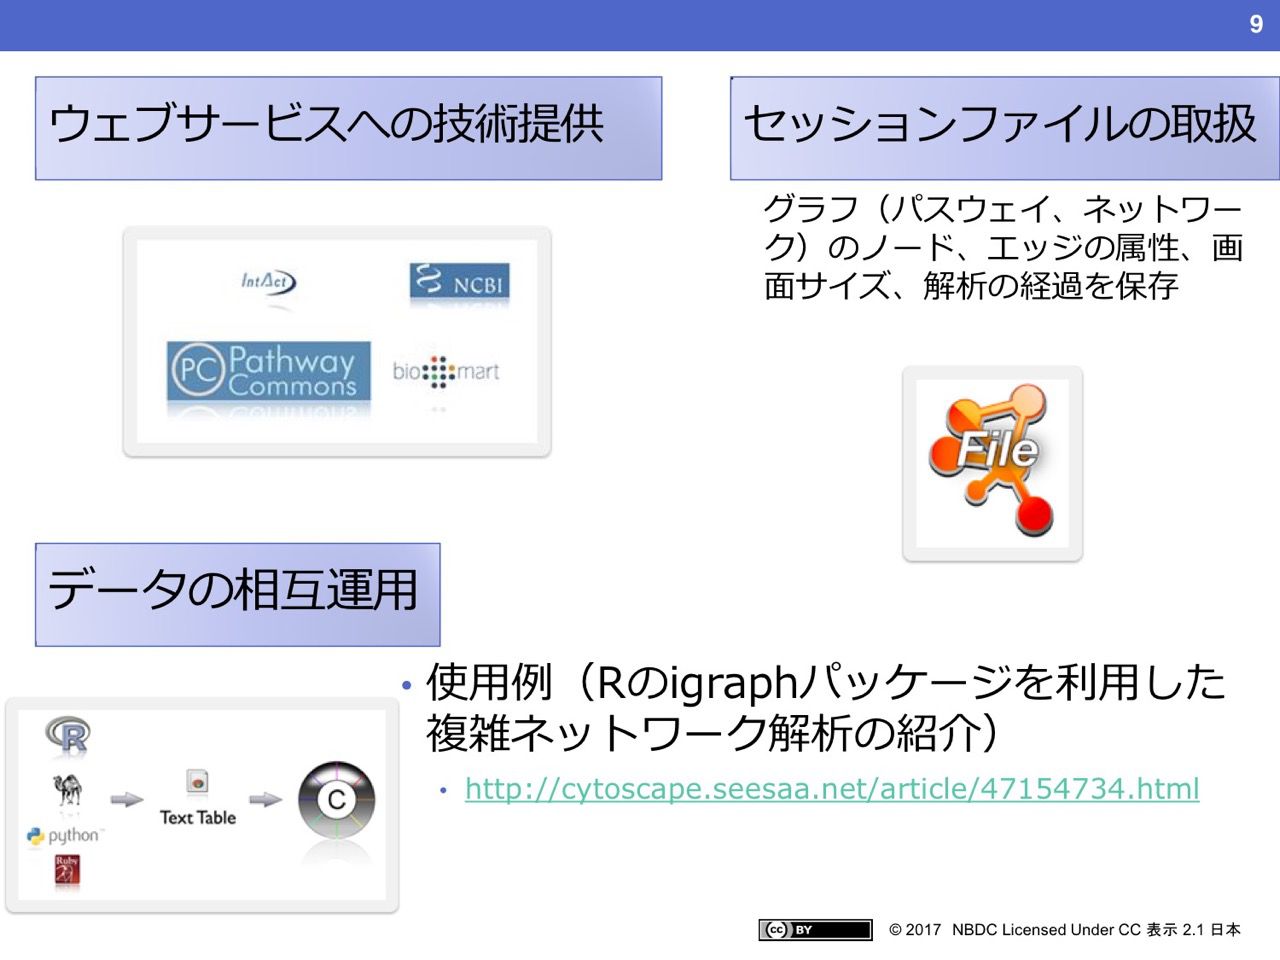 9
ウェブサービスへの技術提供
IntAct
NCBI
PC Pathway Commons
bio mart
セッションファイルの取扱
グラフ（パスウェイ、ネットワー
ク）のノード、エッジの属性、画
面サイズ、解析の経過を保存
File
データの相互運用
R
python
Ruby
Text Table
C
• 使用例（Rのigraphパッケージを利用した
複雑ネットワーク解析の紹介）
• http://cytoscape.seesaa.net/article/47154734.html
cc BY
© 2017 NBDC Licensed Under CC 表示 2.1 日本